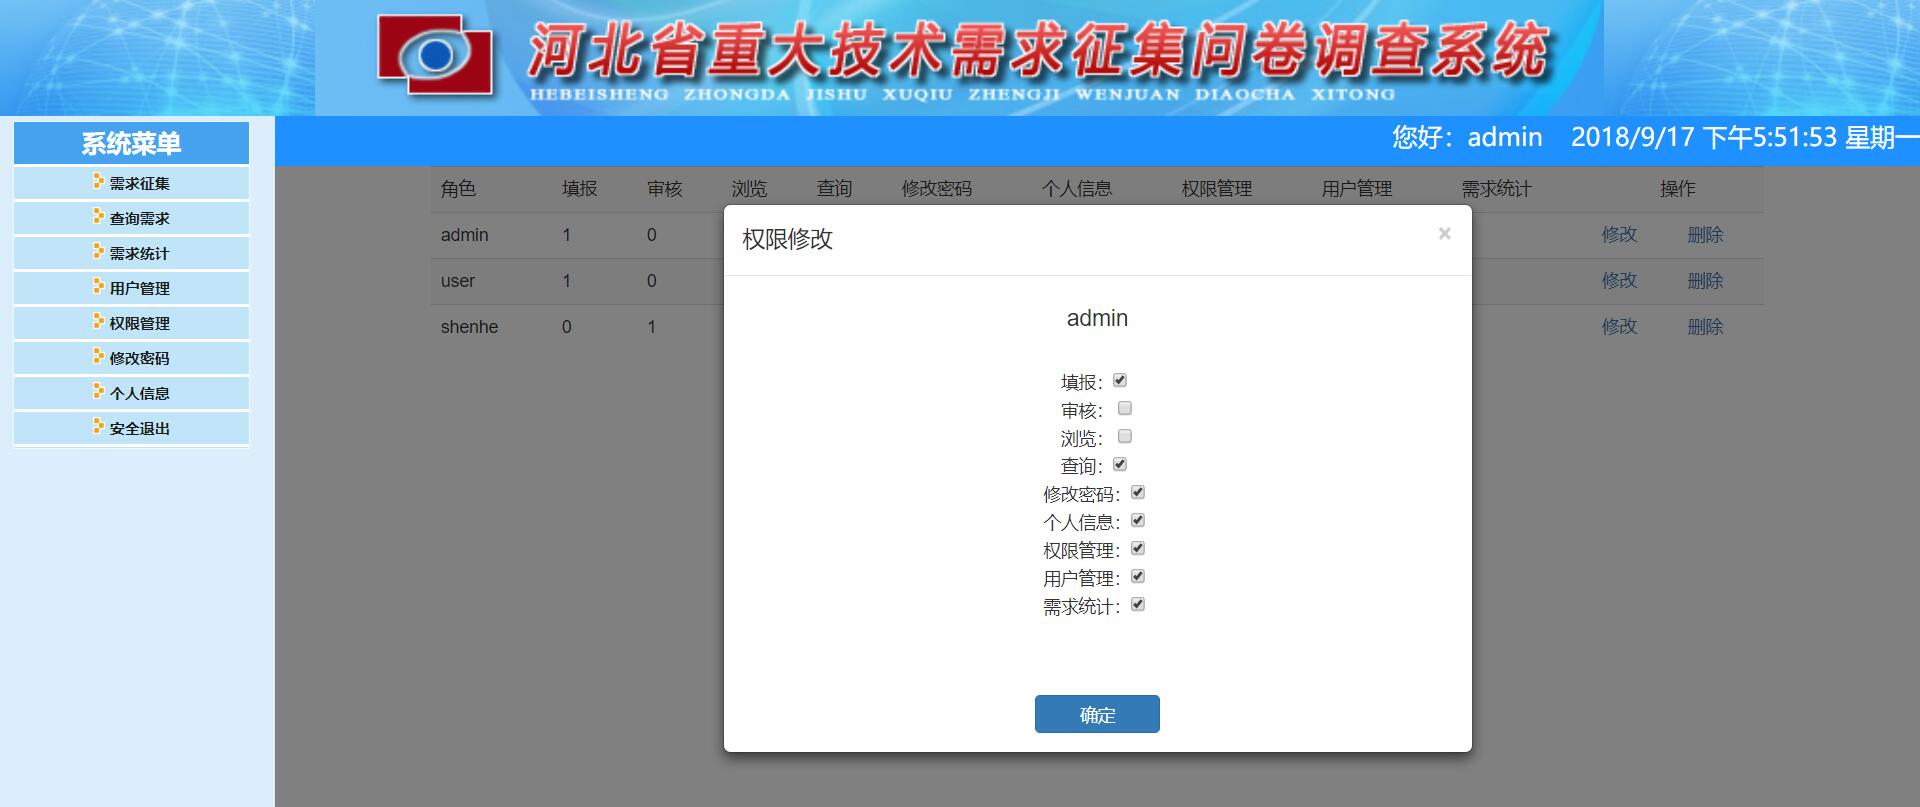 河北省重大技术需求征集问卷调查系统
HEBEISHENG ZHONGDA JISHU XUQIU ZHENGJI WENJUAN DIAOCHA XITONG
您好：admin 2018/9/17 下午5:51:53 星期一
系统菜单
需求征集
查询需求
需求统计
用户管理
权限管理
修改密码
个人信息
安全退出
角色 填报 审核 浏览 查询 修改密码 个人信息 权限管理 用户管理 需求统计 操作
admin 1 0 修改 删除
user 1 0 修改 删除
shenhe 0 1 修改 删除
权限修改 ×
admin
填报：
审核：
浏览：
查询：
修改密码：
个人信息：
权限管理：
用户管理：
需求统计：
确定